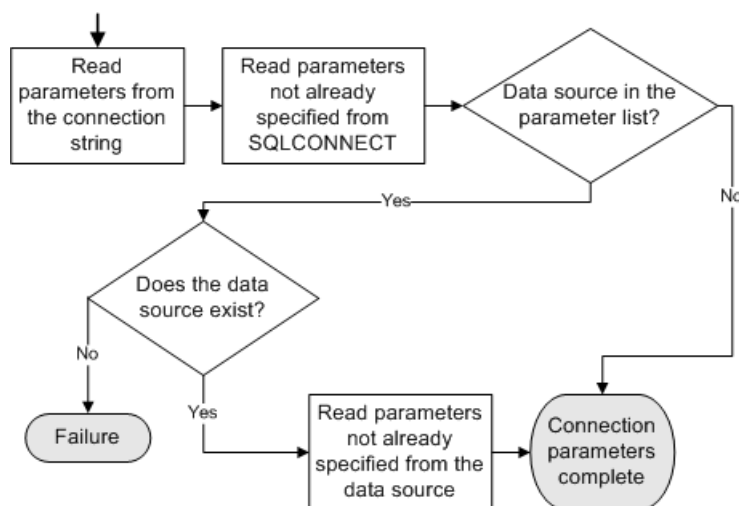 Read
parameters from
the connection
string
Read parameters
not already
specified from
SQLCONNECT
Data source in the
parameter list?
Yes
No
Does the data
source exist?
No
Yes
Failure
Read parameters
not already
specified from the
data source
Connection
parameters
complete